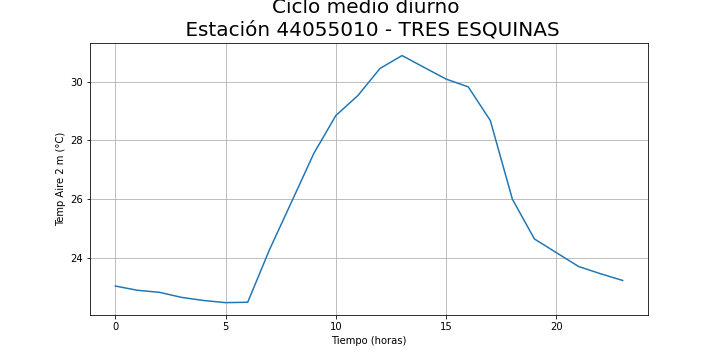 Ciclo medio diurno
Estación 44055010 - TRES ESQUINAS
30
28
26
24
Temp Aire 2 m (°C)
0 5 10 15 20
Tiempo (horas)